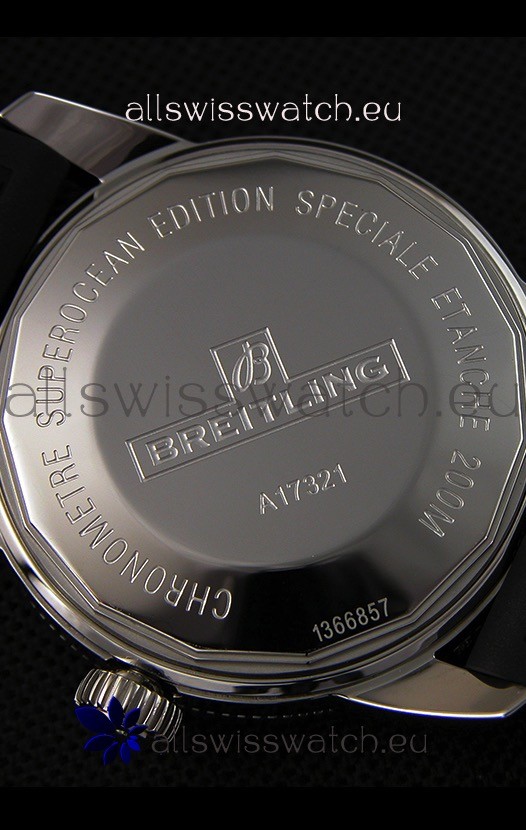 allswisswatch.eu
CHRONOMETRE SUPEROCEAN EDITION SPECIALE ETANCHE 200M
B
BREITLING
allswisswatch.eu
A17321
1366857
allswisswatch.eu